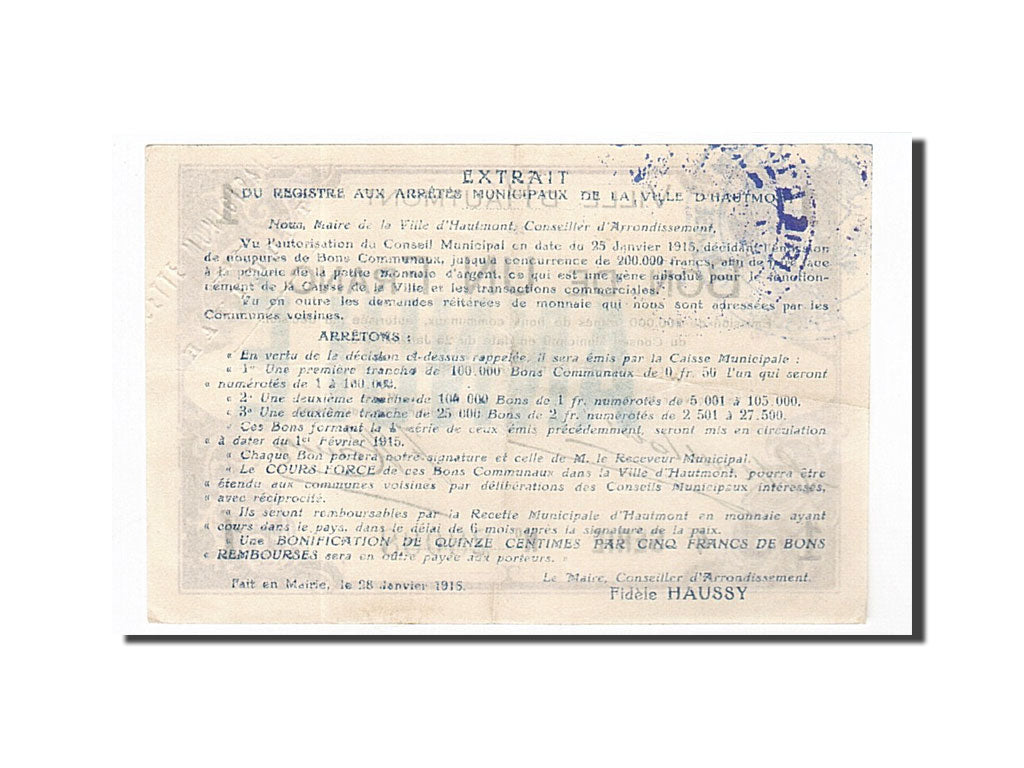 EXTRAIT
DU REGISTRE AUX ARRÊTÉS MUNICIPAUX DE LA VILLE D'HAUTMO
Nous, Maire de la Ville d'Hautmont, Conseiller d'Arrondissement,
Vu l'autorisation du Conseil Municipal en date du 25 Janvier 1915, décidant
de coupures de Bons Communaux, jusqu'à concurrence de 200.000 francs, afin de
à la pénurie de la petite monnaie d'argent, ce qui est une gêne absolue pour le fonction-
nement de la Caisse de la Ville et les transactions commerciales.
Vu en outre les demandes réitérées de monnaie qui nous sont adressées par les
Communes voisines.
ARRÊTONS :
« En vertu de la décision ci-dessus rappelée, il sera émis par la Caisse Municipale :
« 1º Une première tranche de 100.000 Bons Communaux de 0 fr. 50 l'un qui seront
« numérotés de 1 à 100.000.
« 2º Une deuxième tranche de 100 000 Bons de 1 fr. numérotés de 5.001 à 105.000.
« 3º Une deuxième tranche de 25 000 Bons de 2 fr. numérotés de 2 501 à 27.500.
« Ces Bons formant la série de ceux émis précédemment, seront mis en circulation
« à dater du 1er Février 1915.
« Chaque Bon portera notre signature et celle de M. le Receveur Municipal.
« Le COURS FORCÉ de ces Bons Communaux dans la Ville d'Hautmont, pourra être
« étendu aux communes voisines par délibérations des Conseils Municipaux intéressés,
« avec réciprocité.
« Ils seront remboursables par la Recette Municipale d'Hautmont en monnaie ayant
« cours dans le pays, dans le délai de 6 mois après la signature de la paix.
« Une BONIFICATION DE QUINZE CENTIMES PAR CINQ FRANCS DE BONS
« REMBOURSÉS sera en outre payée aux porteurs. »
Fait en Mairie, le 28 Janvier 1915.
Le Maire, Conseiller d'Arrondissement.
Fidèle HAUSSY